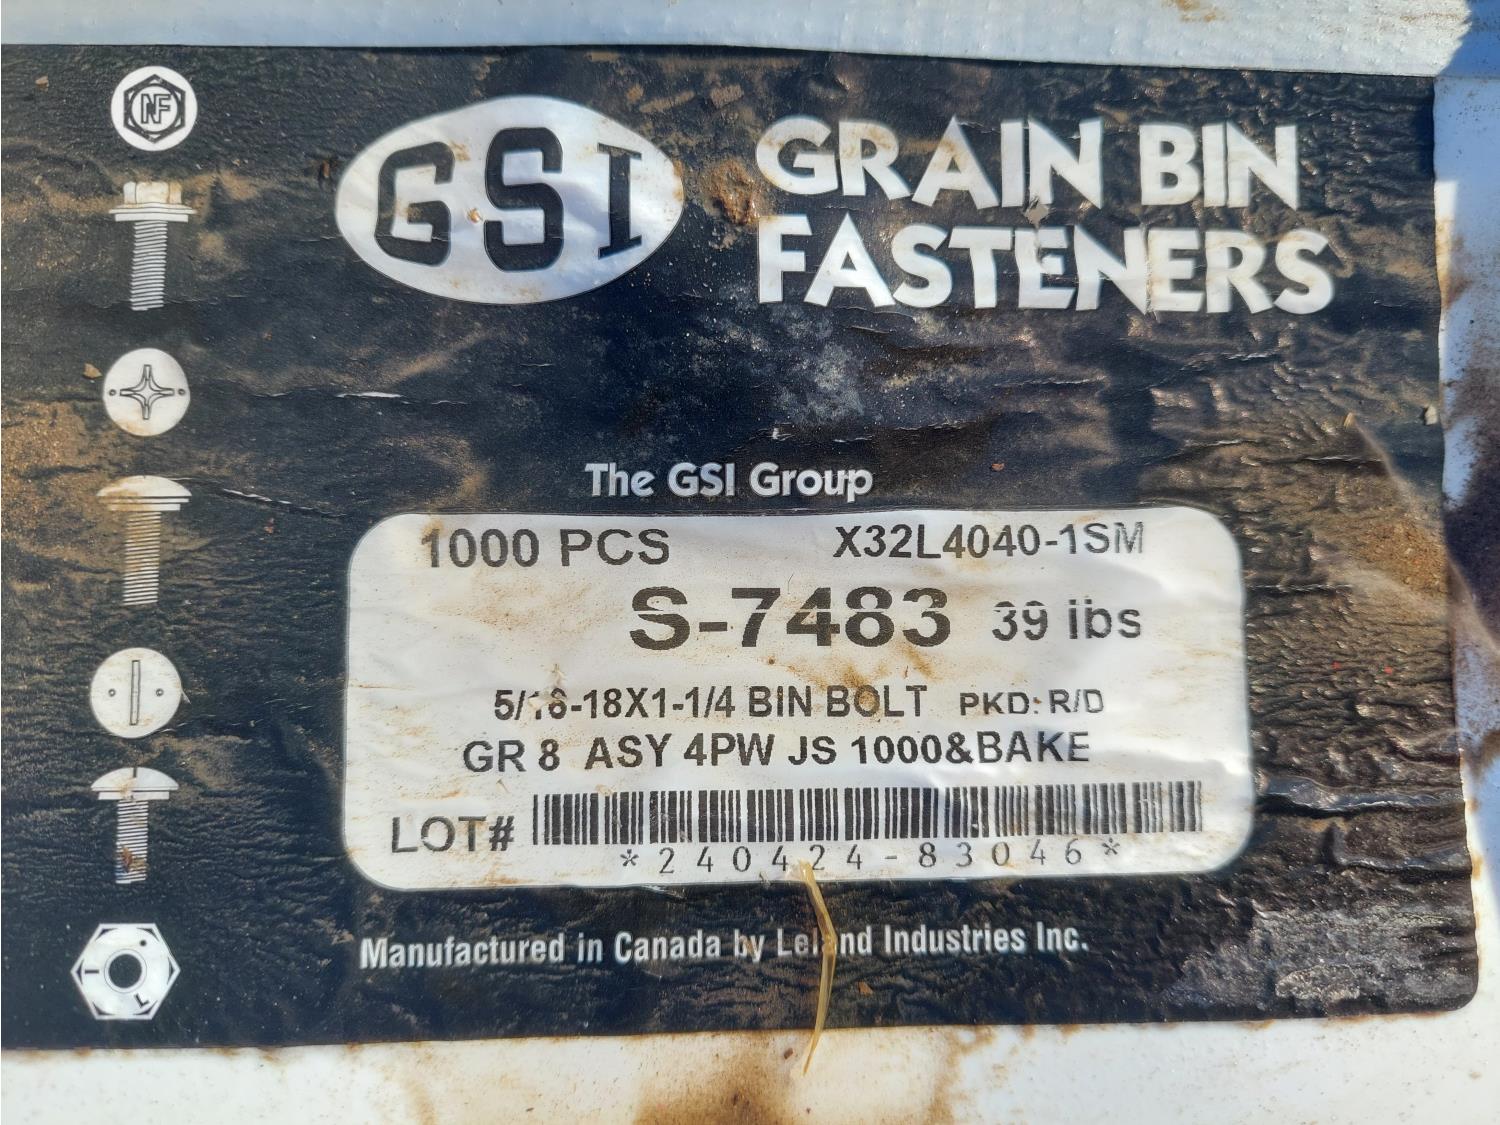 NF
GSI
GRAIN BIN
FASTENERS
The GSI Group
1000 PCS X32L4040-1SM
S-7483 39 lbs
5/16-18X1-1/4 BIN BOLT PKD: R/D
GR 8 ASY 4PW JS 1000&BAKE
LOT#
*240424-83046*
Manufactured in Canada by Leland Industries Inc.